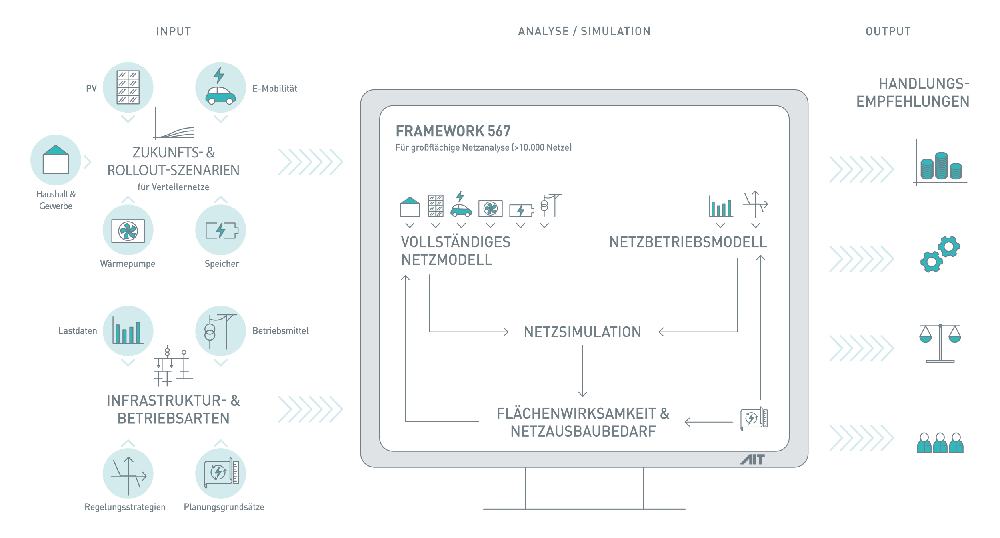 INPUT
PV
E-Mobilität
ZUKUNFTS- &
ROLLOUT-SZENARIEN
für Verteilernetze
Haushalt &
Gewerbe
Wärmepumpe
Speicher
Lastdaten
Betriebsmittel
INFRASTRUKTUR- &
BETRIEBSARTEN
Regelungsstrategien
Planungsgrundsätze
ANALYSE / SIMULATION
FRAMEWORK 567
Für großflächige Netzanalyse (>10.000 Netze)
VOLLSTÄNDIGES
NETZMODELL
NETZBETRIEBSMODELL
NETZSIMULATION
FLÄCHENWIRKSAMKEIT &
NETZAUSBAUBEDARF
AIT
OUTPUT
HANDLUNGS-
EMPFEHLUNGEN